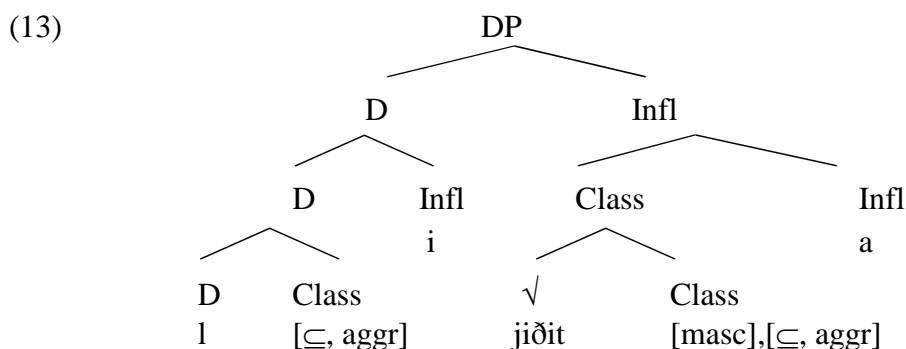 (13) DP
D Infl
D Infl Class Infl
i a
D Class √ Class
l [⊆, aggr] jiðit [masc],[⊆, aggr]